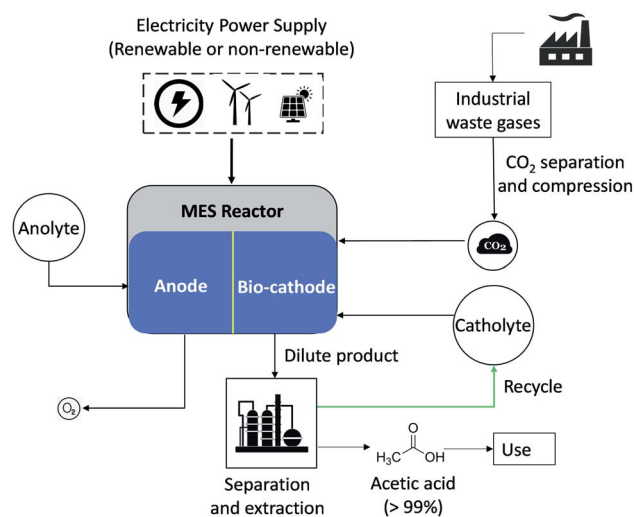 Electricity Power Supply
(Renewable or non-renewable)
Industrial
waste gases
CO₂ separation
and compression
MES Reactor
Anolyte
CO₂
Anode
Bio-cathode
Catholyte
Dilute product
Recycle
O₂
O
H₃C
OH
Use
Separation
and extraction
Acetic acid
(> 99%)